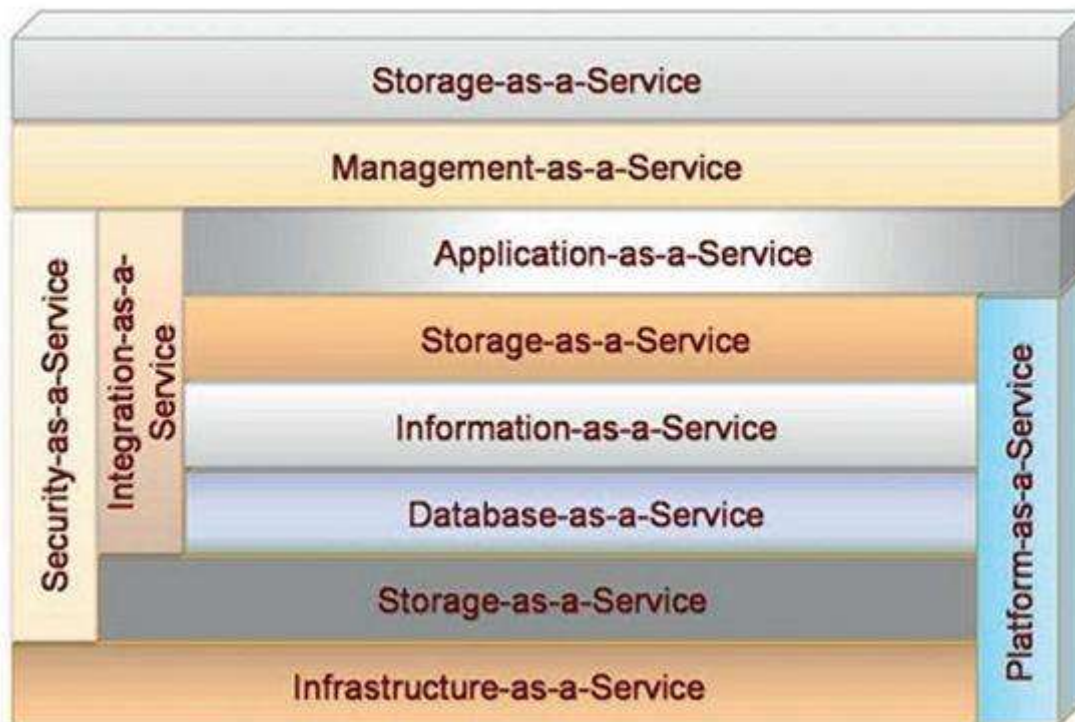 Storage-as-a-Service
Management-as-a-Service
Application-as-a-Service
Security-as-a-Service
Integration-as-a-
Service
Storage-as-a-Service
Information-as-a-Service
Database-as-a-Service
Platform-as-a-Service
Storage-as-a-Service
Infrastructure-as-a-Service